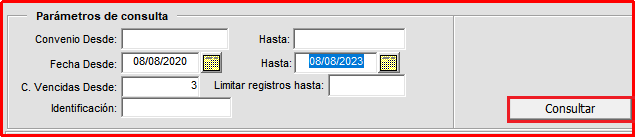 Parámetros de consulta
Convenio Desde: Hasta:
Fecha Desde: 08/08/2020 Hasta: 08/08/2023
C. Vencidas Desde: 3 Limitar registros hasta:
Identificación:
Consultar